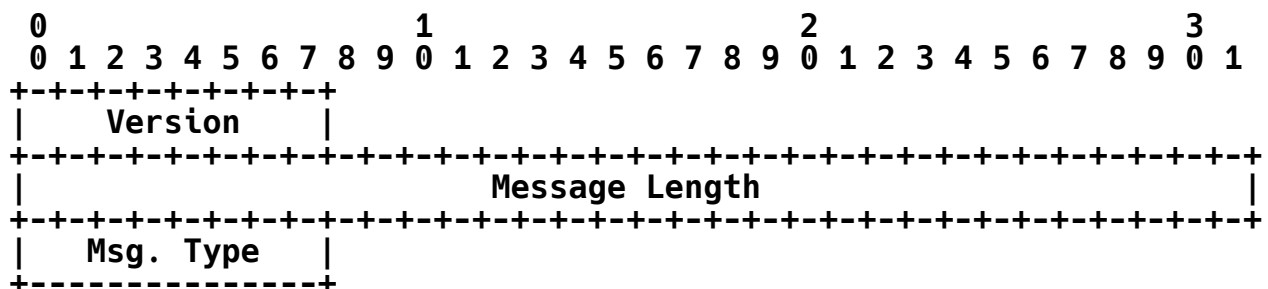 0                   1                   2                   3
 0 1 2 3 4 5 6 7 8 9 0 1 2 3 4 5 6 7 8 9 0 1 2 3 4 5 6 7 8 9 0 1
+-+-+-+-+-+-+-+-+
|    Version    |
+-+-+-+-+-+-+-+-+-+-+-+-+-+-+-+-+-+-+-+-+-+-+-+-+-+-+-+-+-+-+-+-+
|                        Message Length                         |
+-+-+-+-+-+-+-+-+-+-+-+-+-+-+-+-+-+-+-+-+-+-+-+-+-+-+-+-+-+-+-+-+
|   Msg. Type   |
+---------------+